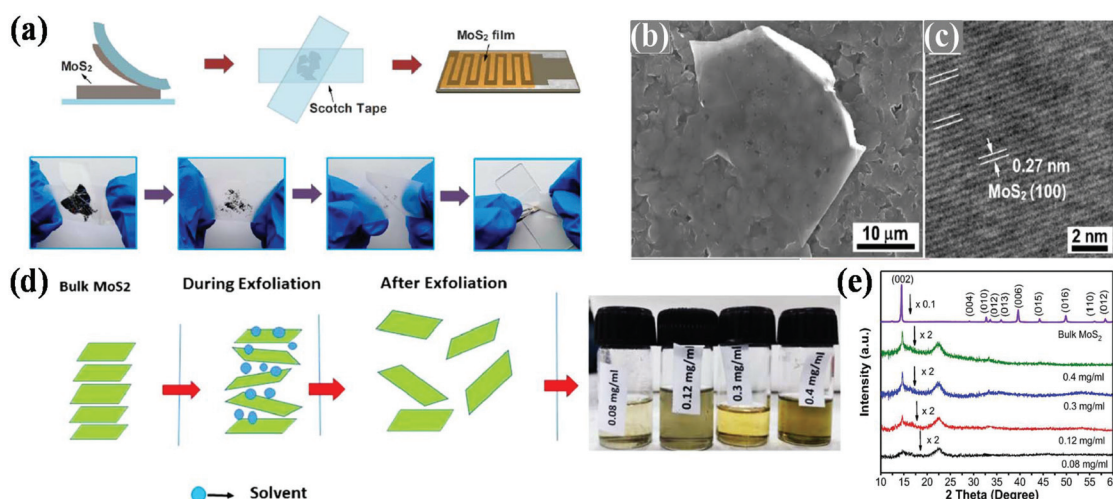 (a)
MoS2
Scotch Tape
MoS2 film
(b)
10 μm
(c)
0.27 nm
MoS2 (100)
2 nm
(d)
Bulk MoS2
During Exfoliation
After Exfoliation
Solvent
0.08 mg/ml
0.12 mg/ml
0.3 mg/ml
0.4 mg/ml
(e)
Intensity (a.u.)
(002)
x 0.1
(004)
(010)
(012)
(013)
(006)
(015)
(016)
(110)
(012)
Bulk MoS2
x 2
0.4 mg/ml
x 2
0.3 mg/ml
x 2
0.12 mg/ml
x 2
0.08 mg/ml
10 15 20 25 30 35 40 45 50 55 60
2 Theta (Degree)